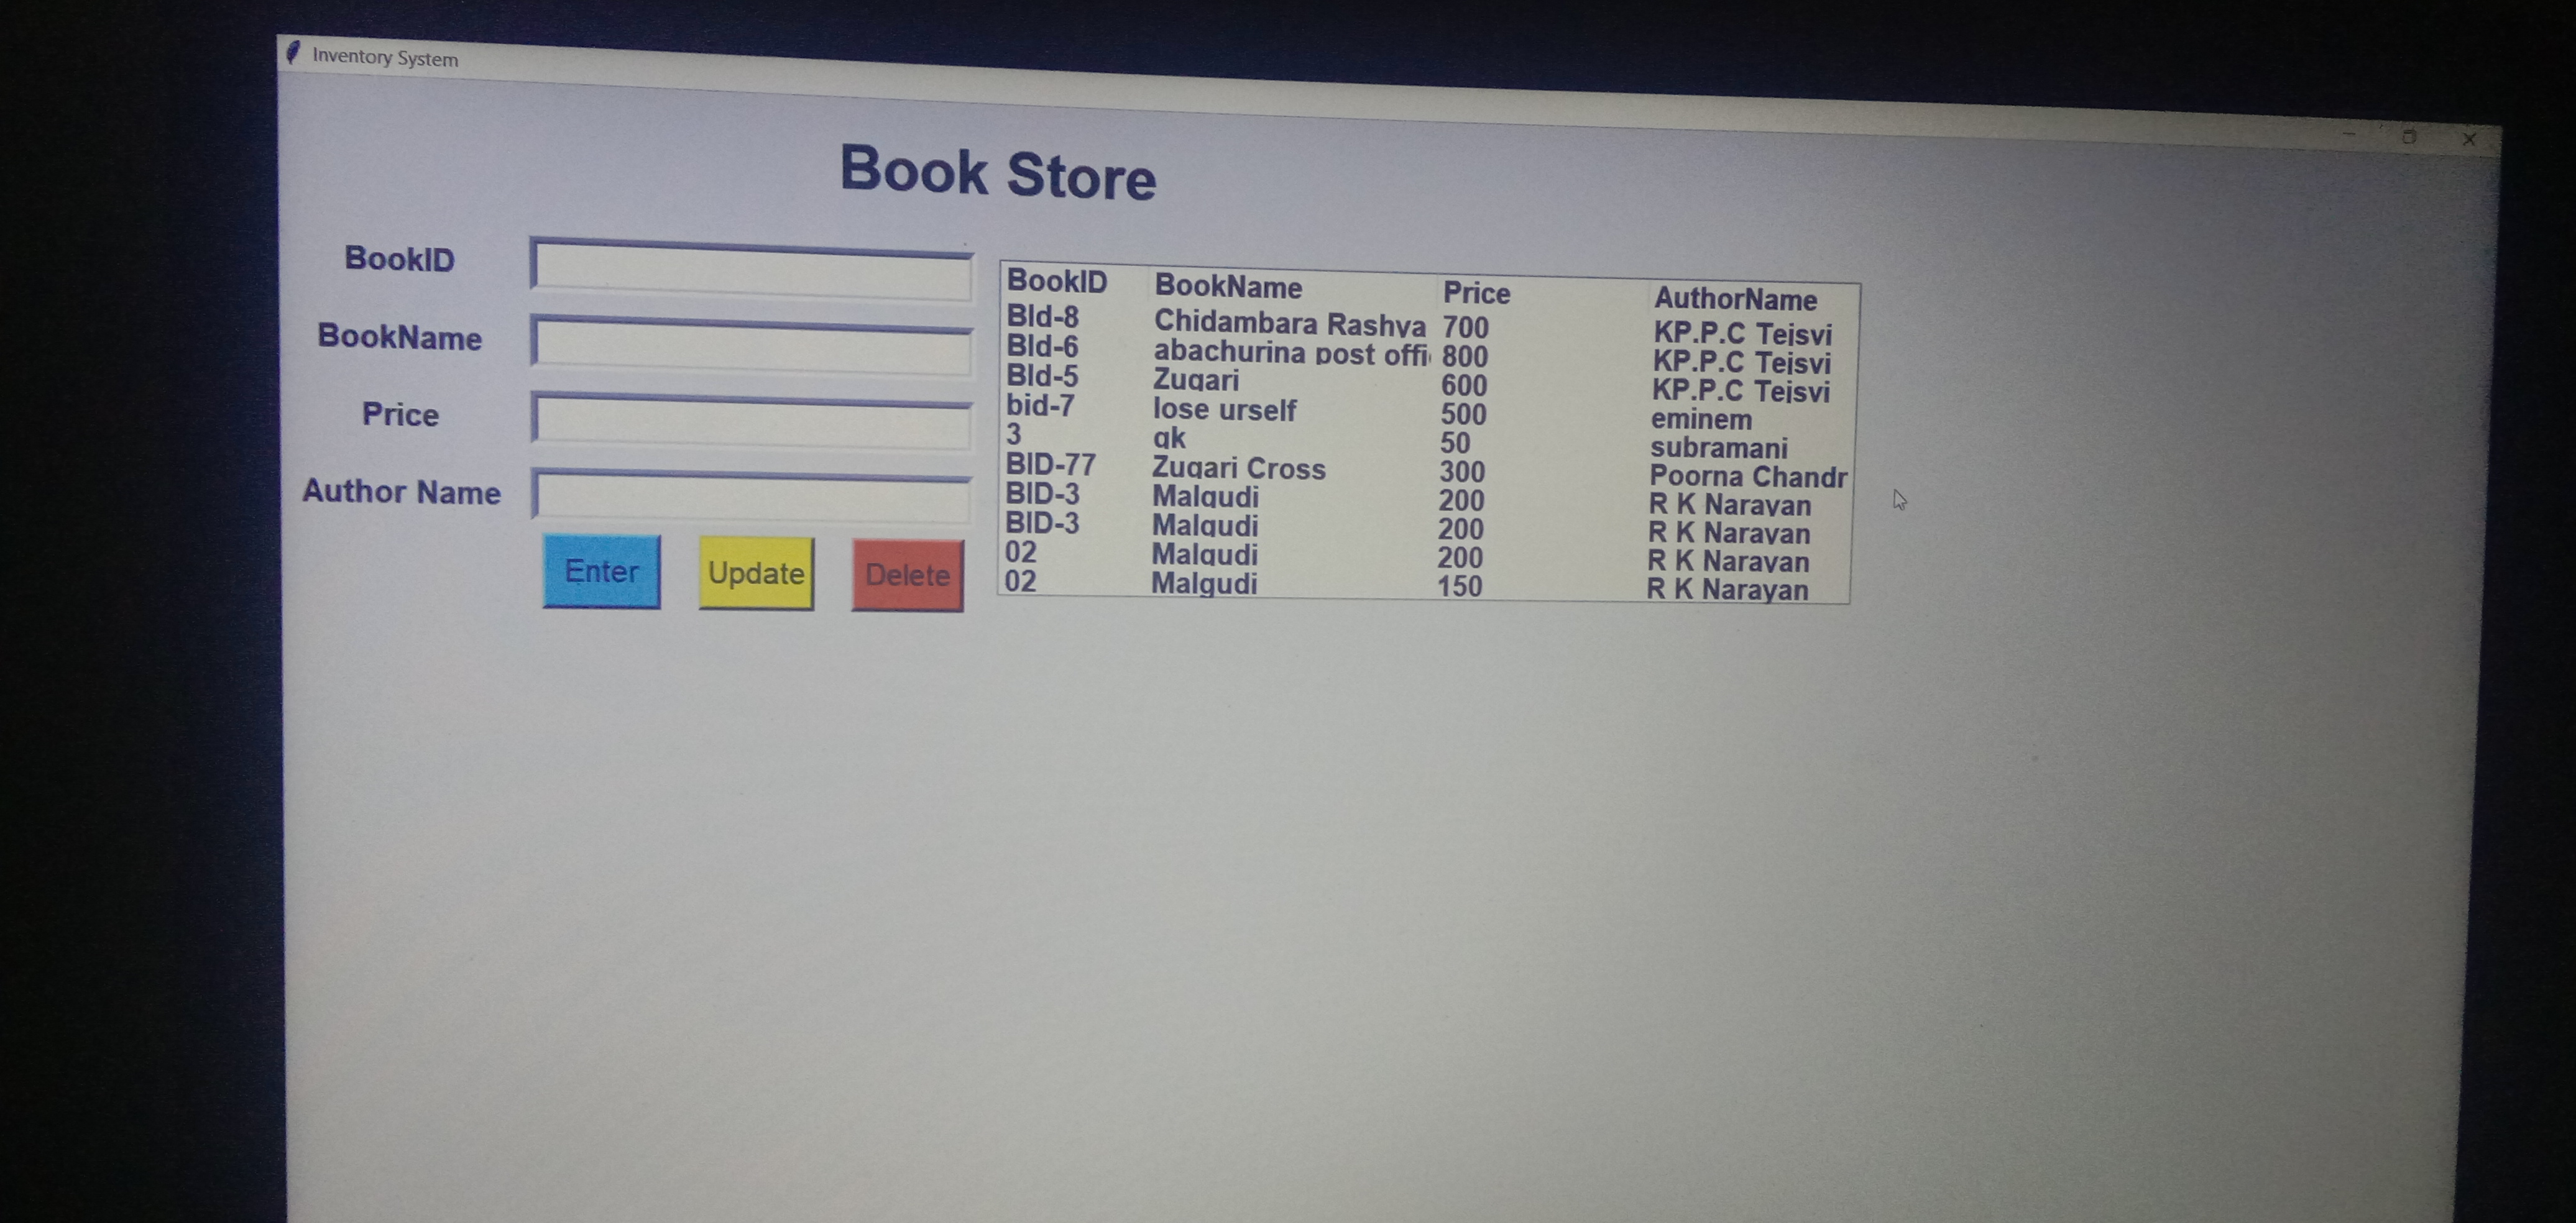 Inventory System
Book Store
BookID
BookName
Price
Author Name
Enter Update Delete
BookID BookName Price AuthorName
BId-8 Chidambara Rashya 700 KP.P.C Tejsvi
BId-6 abachurina post offi 800 KP.P.C Tejsvi
BId-5 Zugari 600 KP.P.C Tejsvi
bid-7 lose urself 500 eminem
3 gk 50 subramani
BID-77 Zugari Cross 300 Poorna Chandr
BID-3 Malgudi 200 R K Narayan
BID-3 Malgudi 200 R K Narayan
02 Malgudi 200 R K Narayan
02 Malgudi 150 R K Narayan